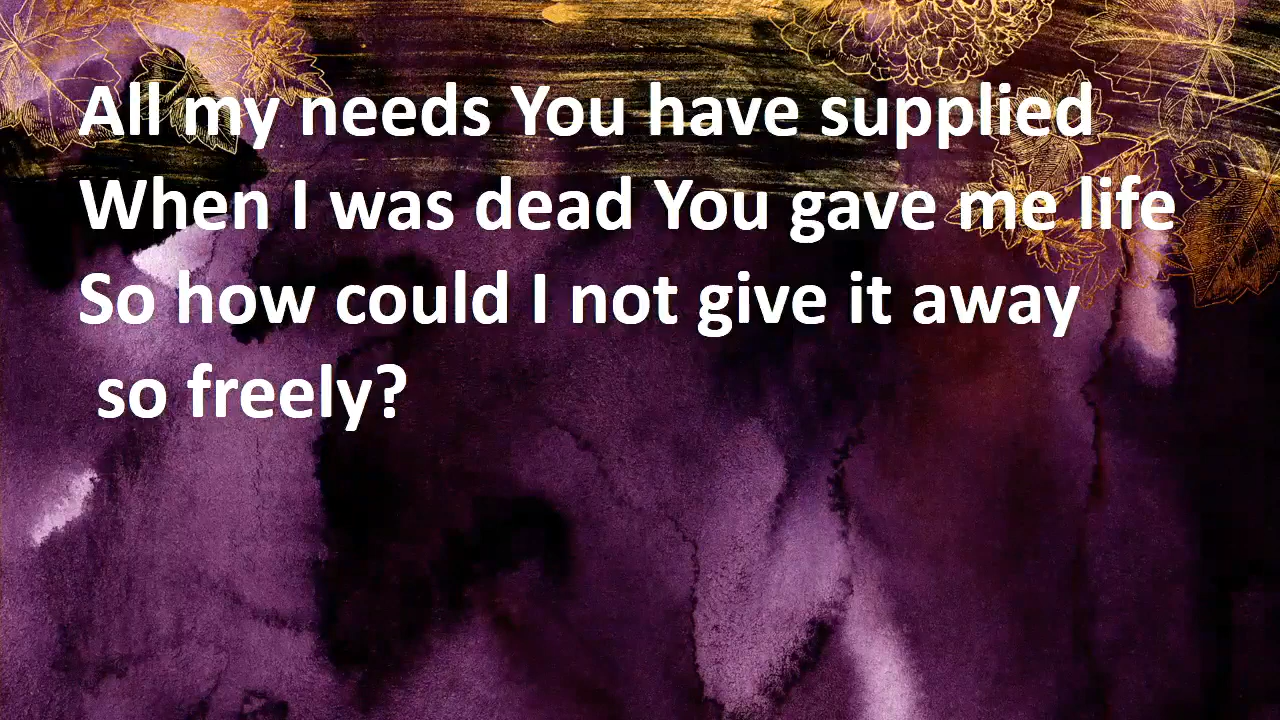 All my needs You have supplied
When I was dead You gave me life
So how could I not give it away
so freely?